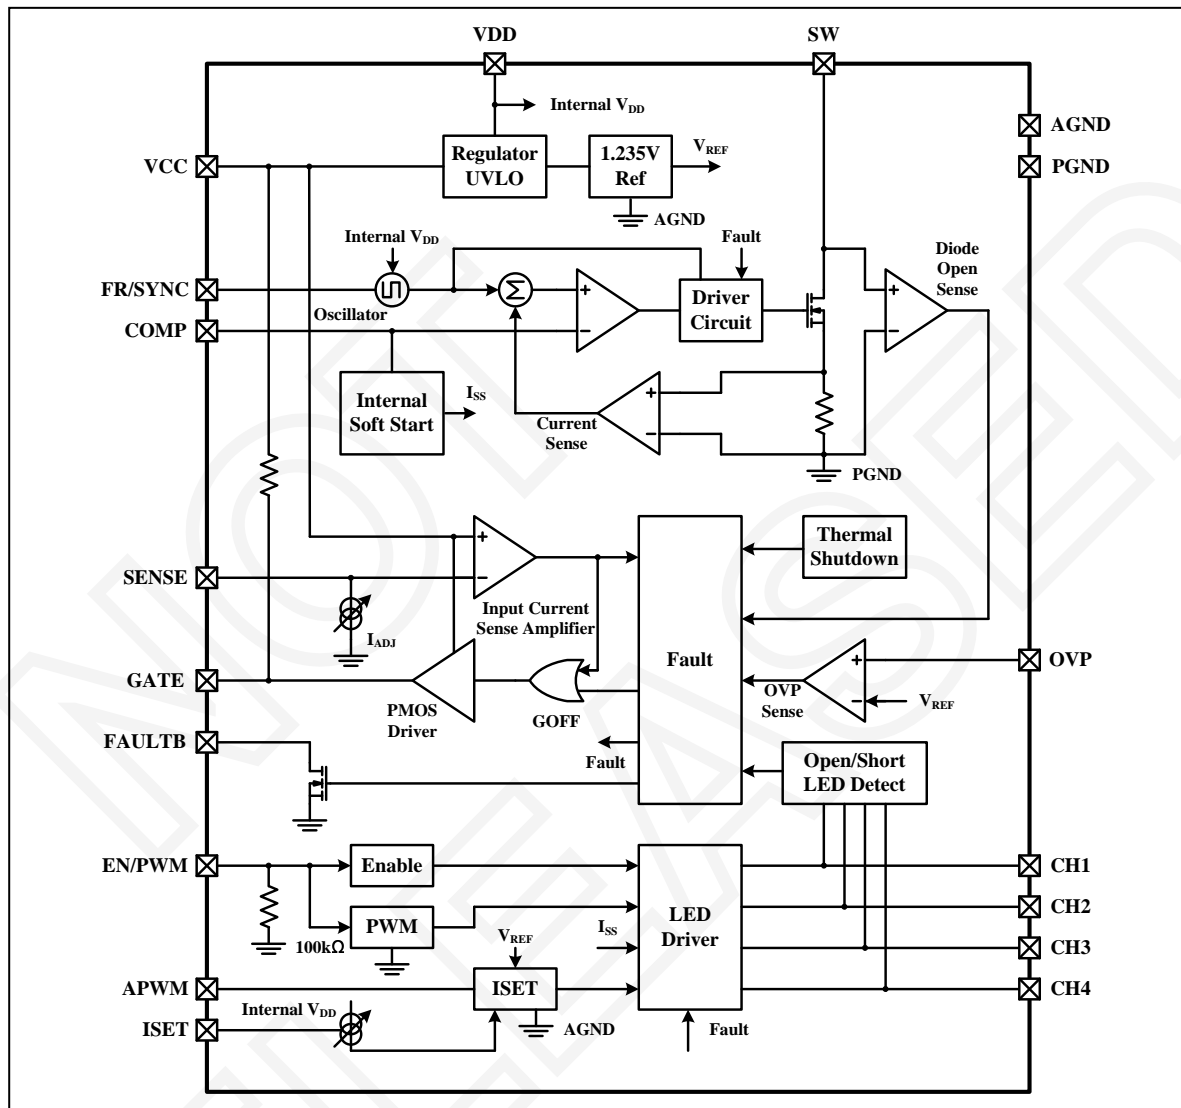 VDD
SW
Internal VDD
AGND
VCC
Regulator
UVLO
1.235V
Ref
VREF
PGND
AGND
Internal VDD
Fault
Diode
Open
Sense
FR/SYNC
Oscillator
Σ
+
−
Driver
Circuit
+
−
COMP
Internal
Soft Start
ISS
Current
Sense
+
−
PGND
+
−
Thermal
Shutdown
SENSE
IADJ
Input Current
Sense Amplifier
Fault
GATE
PMOS
Driver
GOFF
OVP
Sense
+
−
VREF
OVP
FAULTB
Fault
Open/Short
LED Detect
EN/PWM
Enable
CH1
100kΩ
PWM
LED
Driver
ISS
CH2
VREF
CH3
APWM
ISET
CH4
Internal VDD
ISET
AGND
Fault
NOT
RELEASED